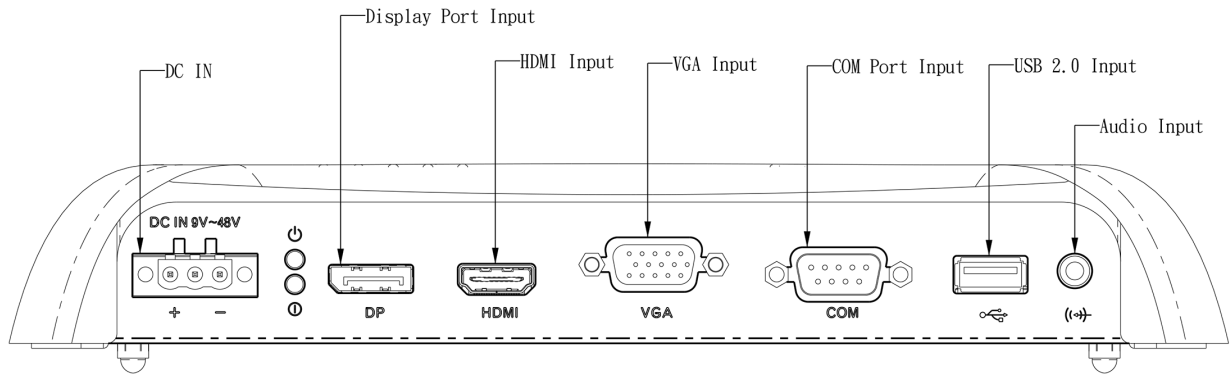 Display Port Input
DC IN
HDMI Input
VGA Input
COM Port Input
USB 2.0 Input
Audio Input
DC IN 9V~48V
+ −
DP
HDMI
VGA
COM